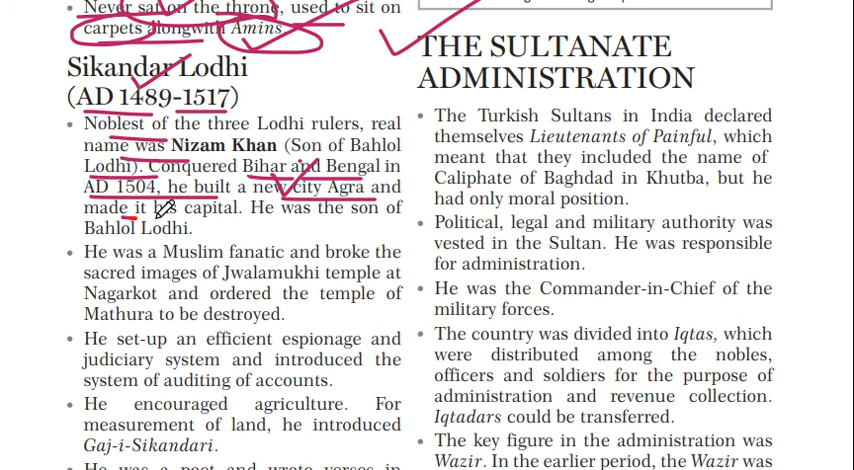 Never sat on the throne, used to sit on
carpets alongwith Amins.
Sikandar Lodhi
(AD 1489-1517)
• Noblest of the three Lodhi rulers, real
name was Nizam Khan (Son of Bahlol
Lodhi). Conquered Bihar and Bengal in
AD 1504, he built a new city Agra and
made it his capital. He was the son of
Bahlol Lodhi.
• He was a Muslim fanatic and broke the
sacred images of Jwalamukhi temple at
Nagarkot and ordered the temple of
Mathura to be destroyed.
• He set-up an efficient espionage and
judiciary system and introduced the
system of auditing of accounts.
• He encouraged agriculture. For
measurement of land, he introduced
Gaj-i-Sikandari.
• He was a poet and wrote verses in
THE SULTANATE
ADMINISTRATION
• The Turkish Sultans in India declared
themselves Lieutenants of Painful, which
meant that they included the name of
Caliphate of Baghdad in Khutba, but he
had only moral position.
• Political, legal and military authority was
vested in the Sultan. He was responsible
for administration.
• He was the Commander-in-Chief of the
military forces.
• The country was divided into Iqtas, which
were distributed among the nobles,
officers and soldiers for the purpose of
administration and revenue collection.
Iqtadars could be transferred.
• The key figure in the administration was
Wazir. In the earlier period, the Wazir was